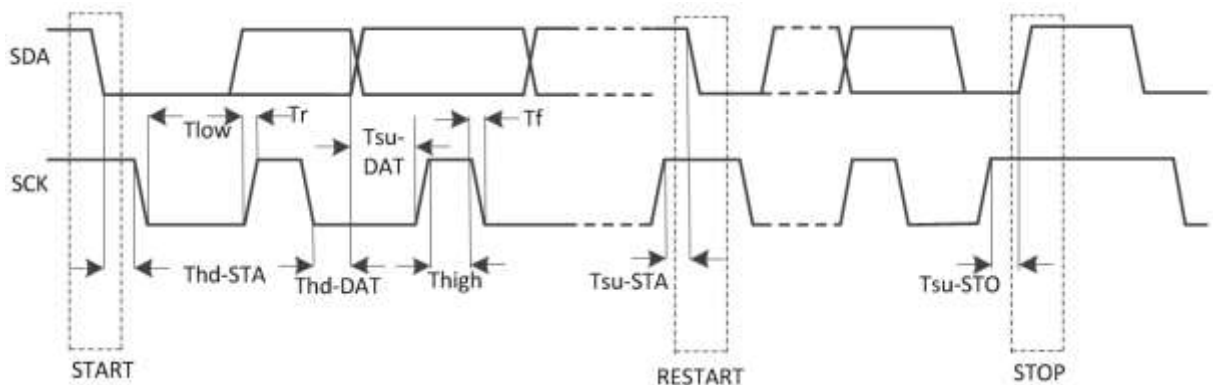 SDA
Tlow
Tr
Tsu-
DAT
Tf
SCK
Thd-STA
Thd-DAT
Thigh
Tsu-STA
Tsu-STO
START
RESTART
STOP